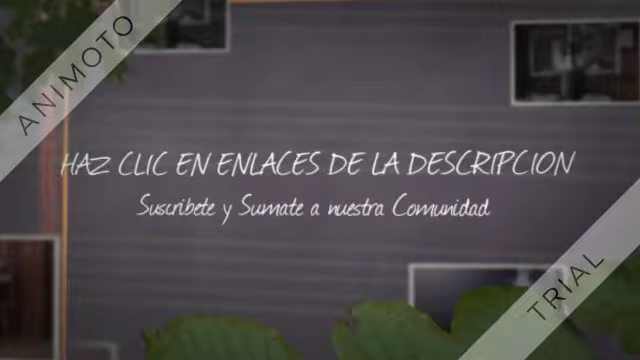 ANIMOTO
HAZ CLIC EN ENLACES DE LA DESCRIPCION
Suscribete y Sumate a nuestra Comunidad
TRIAL